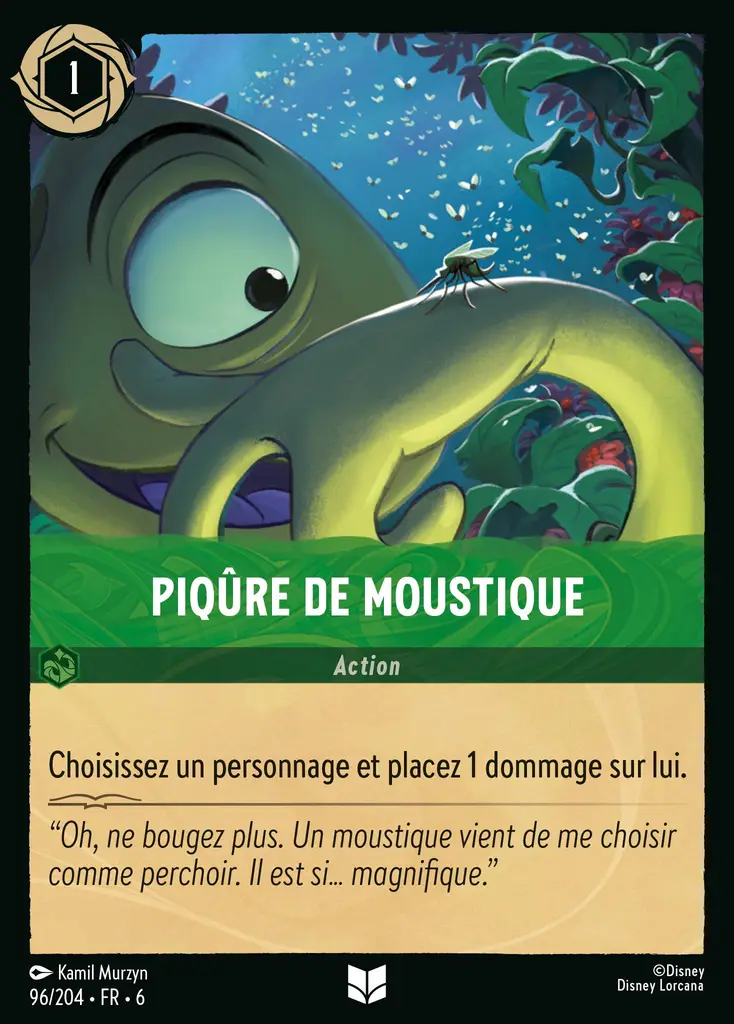 1
PIQÛRE DE MOUSTIQUE
Action
Choisissez un personnage et placez 1 dommage sur lui.
“Oh, ne bougez plus. Un moustique vient de me choisir
comme perchoir. Il est si... magnifique.”
Kamil Murzyn
96/204 • FR • 6
©Disney
Disney Lorcana